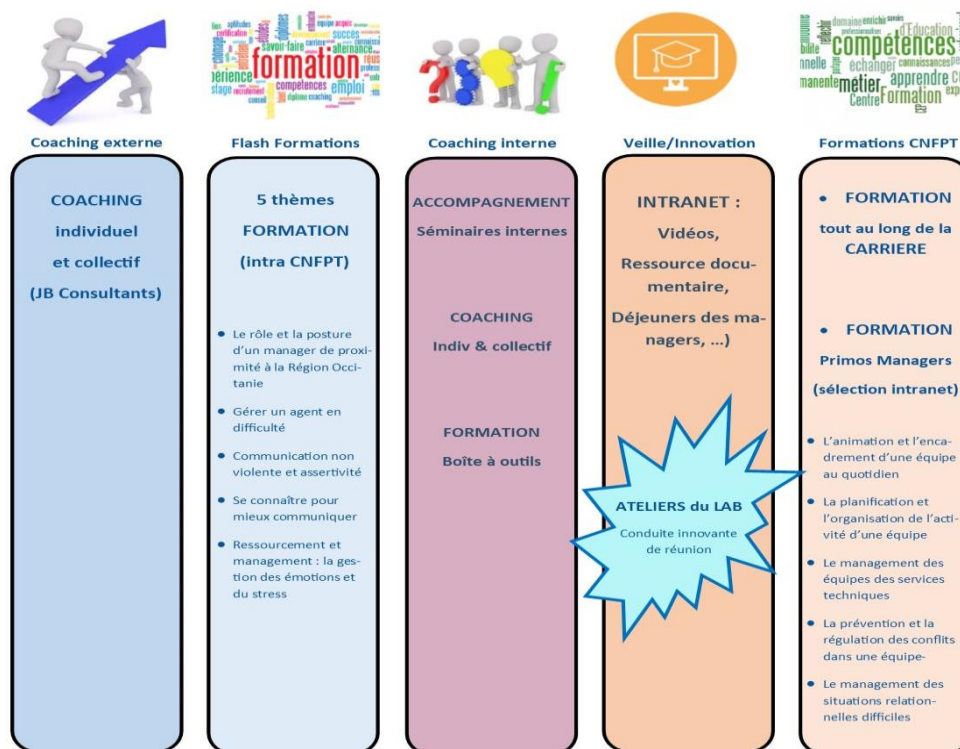 formation
savoir-faire
alternance
compétences
emploi
succès
stage
recrutement
compétences
d'Education
échanger
connaissances
métier
apprendre
Centre
Formation
domaine
enrichir
Coaching externe
COACHING
individuel
et collectif
(JB Consultants)
Flash Formations
5 thèmes
FORMATION
(intra CNFPT)
• Le rôle et la posture
d'un manager de proxi-
mité à la Région Occi-
tanie
• Gérer un agent en
difficulté
• Communication non
violente et assertivité
• Se connaître pour
mieux communiquer
• Ressourcement et
management : la ges-
tion des émotions et
du stress
Coaching interne
ACCOMPAGNEMENT
Séminaires internes
COACHING
Indiv & collectif
FORMATION
Boîte à outils
Veille/Innovation
INTRANET :
Vidéos,
Ressource docu-
mentaire,
Déjeuners des ma-
nagers, ...)
ATELIERS du LAB
Conduite innovante
de réunion
Formations CNFPT
• FORMATION
tout au long de la
CARRIERE
• FORMATION
Primos Managers
(sélection intranet)
• L'animation et l'enca-
drement d'une équipe
au quotidien
• La planification et
l'organisation de l'acti-
vité d'une équipe
• Le management des
équipes des services
techniques
• La prévention et la
régulation des conflits
dans une équipe-
• Le management des
situations relation-
nelles difficiles